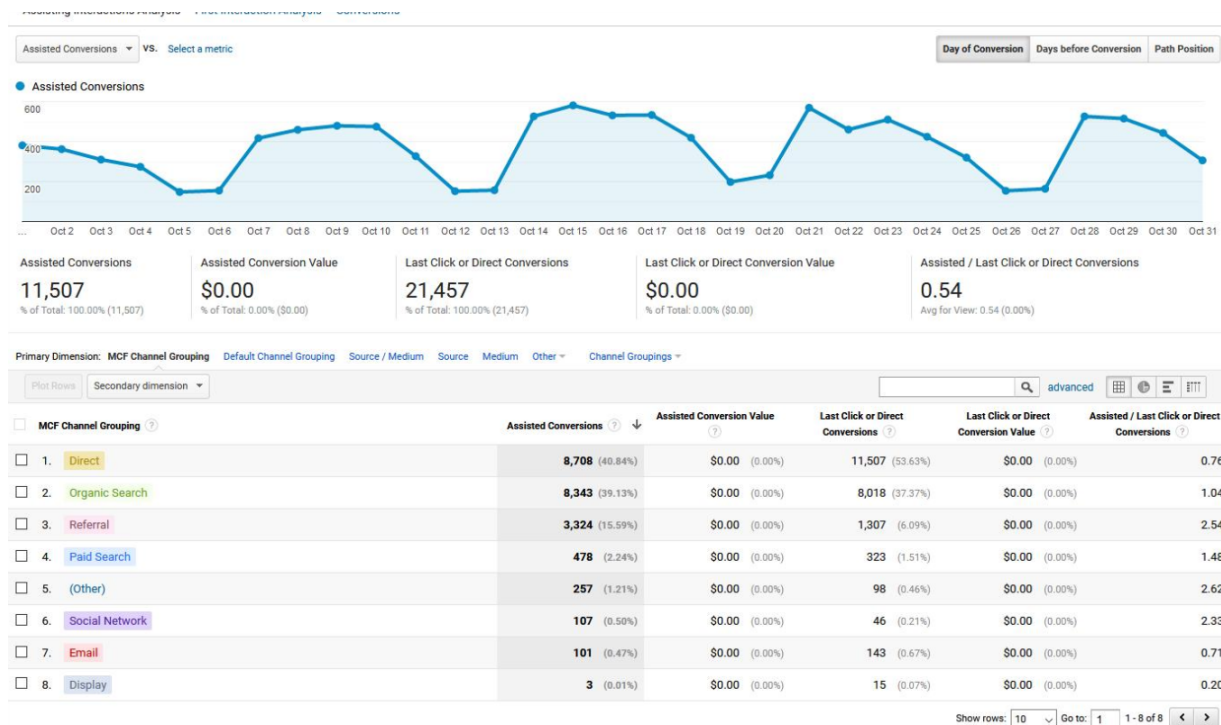 Assisting Interactions Analysis First Interaction Analysis Conversions
Assisted Conversions VS. Select a metric Day of Conversion Days before Conversion Path Position
Assisted Conversions
600
400
200
... Oct 2 Oct 3 Oct 4 Oct 5 Oct 6 Oct 7 Oct 8 Oct 9 Oct 10 Oct 11 Oct 12 Oct 13 Oct 14 Oct 15 Oct 16 Oct 17 Oct 18 Oct 19 Oct 20 Oct 21 Oct 22 Oct 23 Oct 24 Oct 25 Oct 26 Oct 27 Oct 28 Oct 29 Oct 30 Oct 31
Assisted Conversions Assisted Conversion Value Last Click or Direct Conversions Last Click or Direct Conversion Value Assisted / Last Click or Direct Conversions
11,507 $0.00 21,457 $0.00 0.54
% of Total: 100.00% (11,507) % of Total: 0.00% ($0.00) % of Total: 100.00% (21,457) % of Total: 0.00% ($0.00) Avg for View: 0.54 (0.00%)
Primary Dimension: MCF Channel Grouping Default Channel Grouping Source / Medium Source Medium Other Channel Groupings
Plot Rows Secondary dimension advanced
MCF Channel Grouping ? Assisted Conversions ? Assisted Conversion Value ? Last Click or Direct Conversions ? Last Click or Direct Conversion Value ? Assisted / Last Click or Direct Conversions ?
1. Direct 8,708 (40.84%) $0.00 (0.00%) 11,507 (53.63%) $0.00 (0.00%) 0.76
2. Organic Search 8,343 (39.13%) $0.00 (0.00%) 8,018 (37.37%) $0.00 (0.00%) 1.04
3. Referral 3,324 (15.59%) $0.00 (0.00%) 1,307 (6.09%) $0.00 (0.00%) 2.54
4. Paid Search 478 (2.24%) $0.00 (0.00%) 323 (1.51%) $0.00 (0.00%) 1.48
5. (Other) 257 (1.21%) $0.00 (0.00%) 98 (0.46%) $0.00 (0.00%) 2.62
6. Social Network 107 (0.50%) $0.00 (0.00%) 46 (0.21%) $0.00 (0.00%) 2.33
7. Email 101 (0.47%) $0.00 (0.00%) 143 (0.67%) $0.00 (0.00%) 0.71
8. Display 3 (0.01%) $0.00 (0.00%) 15 (0.07%) $0.00 (0.00%) 0.20
Show rows: 10 Go to: 1 1 - 8 of 8